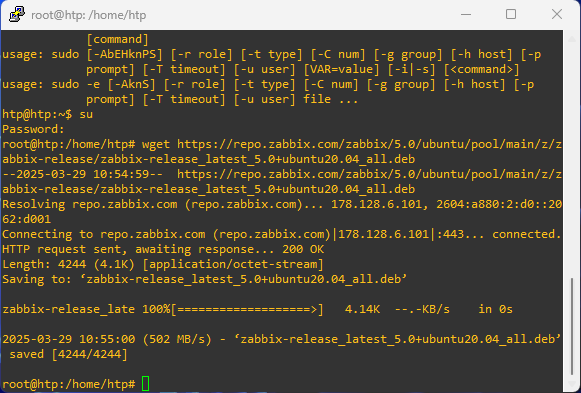 root@htp: /home/htp
[command]
usage: sudo [-AbEHknPS] [-r role] [-t type] [-C num] [-g group] [-h host] [-p
prompt] [-T timeout] [-u user] [VAR=value] [-i|-s] [<command>]
usage: sudo -e [-AknS] [-r role] [-t type] [-C num] [-g group] [-h host] [-p
prompt] [-T timeout] [-u user] file ...
htp@htp:~$ su
Password:
root@htp:/home/htp# wget https://repo.zabbix.com/zabbix/5.0/ubuntu/pool/main/z/z
abbix-release/zabbix-release_latest_5.0+ubuntu20.04_all.deb
--2025-03-29 10:54:59--  https://repo.zabbix.com/zabbix/5.0/ubuntu/pool/main/z/z
abbix-release/zabbix-release_latest_5.0+ubuntu20.04_all.deb
Resolving repo.zabbix.com (repo.zabbix.com)... 178.128.6.101, 2604:a880:2:d0::20
62:d001
Connecting to repo.zabbix.com (repo.zabbix.com)|178.128.6.101|:443... connected.
HTTP request sent, awaiting response... 200 OK
Length: 4244 (4.1K) [application/octet-stream]
Saving to: ‘zabbix-release_latest_5.0+ubuntu20.04_all.deb’
zabbix-release_late 100%[===================>]   4.14K  --.-KB/s    in 0s
2025-03-29 10:55:00 (502 MB/s) - ‘zabbix-release_latest_5.0+ubuntu20.04_all.deb’
saved [4244/4244]
root@htp:/home/htp#